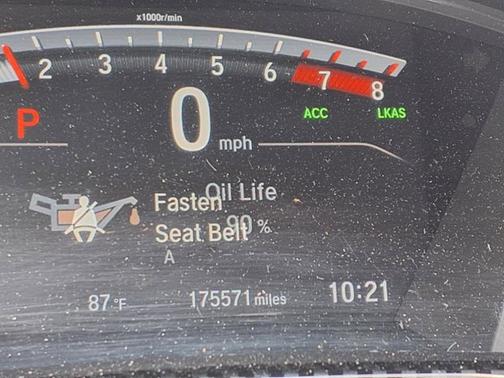 x1000r/min
2 3 4 5 6 7 8
P
0 mph
ACC LKAS
Oil Life
90 %
Fasten
Seat Belt
A
87 °F 175571 miles 10:21